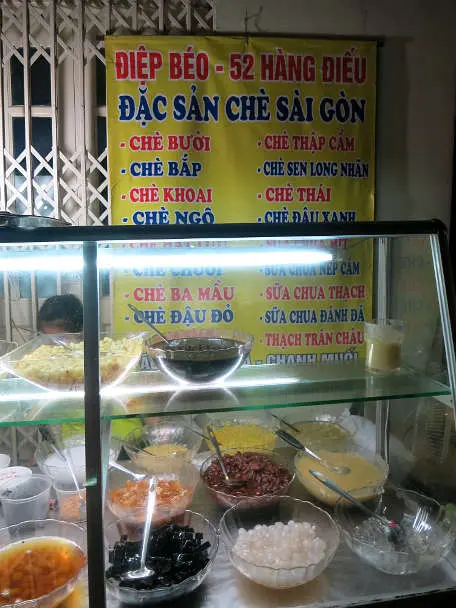 ĐIỆP BÉO - 52 HÀNG ĐIẾU
ĐẶC SẢN CHÈ SÀI GÒN
- CHÈ BƯỞI
- CHÈ BẮP
- CHÈ KHOAI
- CHÈ NGÔ
- CHÈ CHUỐI
- CHÈ BA MẦU
- CHÈ ĐẬU ĐỎ
- CHÈ THẬP CẨM
- CHÈ SEN LONG NHÃN
- CHÈ THÁI
- CHÈ ĐẬU XANH
- SỮA CHUA NẾP CẨM
- SỮA CHUA THẠCH
- SỮA CHUA ĐÁNH ĐÁ
- THẠCH TRÂN CHÂU
- CHANH MUỐI